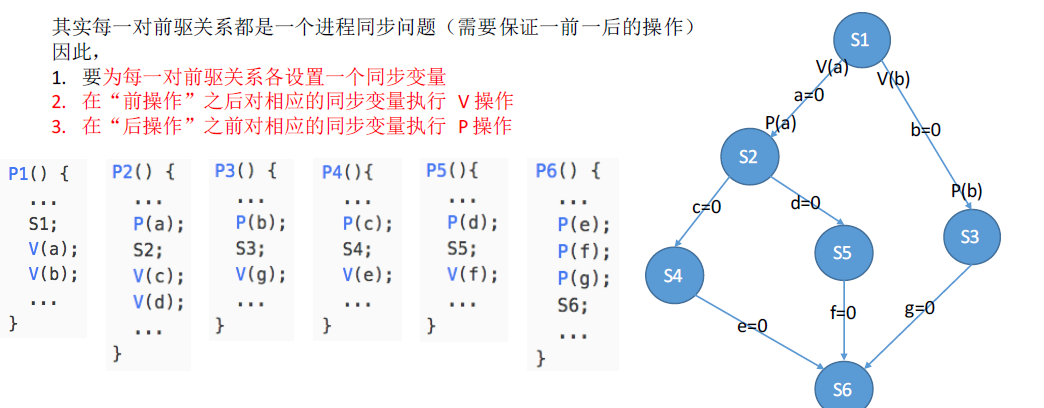 其实每一对前驱关系都是一个进程同步问题（需要保证一前一后的操作）
因此，
1. 要为每一对前驱关系各设置一个同步变量
2. 在“前操作”之后对相应的同步变量执行 V 操作
3. 在“后操作”之前对相应的同步变量执行 P 操作
P1() {
...
S1;
V(a);
V(b);
...
}
P2() {
...
P(a);
S2;
V(c);
V(d);
...
}
P3() {
...
P(b);
S3;
V(g);
...
}
P4(){
...
P(c);
S4;
V(e);
...
}
P5(){
...
P(d);
S5;
V(f);
...
}
P6() {
...
P(e);
P(f);
P(g);
S6;
...
}
S1
V(a)
V(b)
a=0
P(a)
b=0
S2
P(b)
c=0
d=0
S3
S5
S4
f=0
g=0
e=0
S6